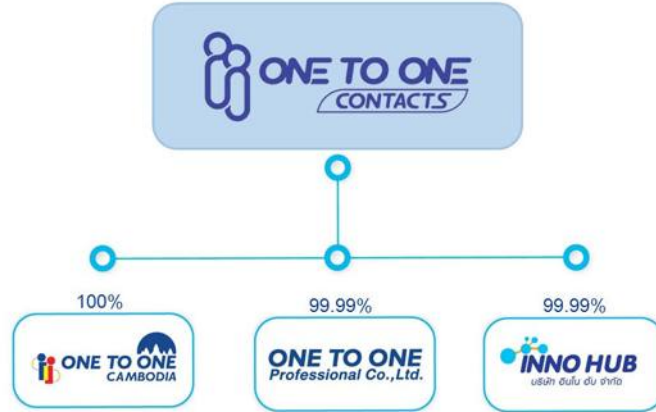 ONE TO ONE
CONTACTS
100%
99.99%
99.99%
ONE TO ONE
CAMBODIA
ONE TO ONE
Professional Co.,Ltd.
INNO HUB
บริษัท อินโน ฮับ จำกัด